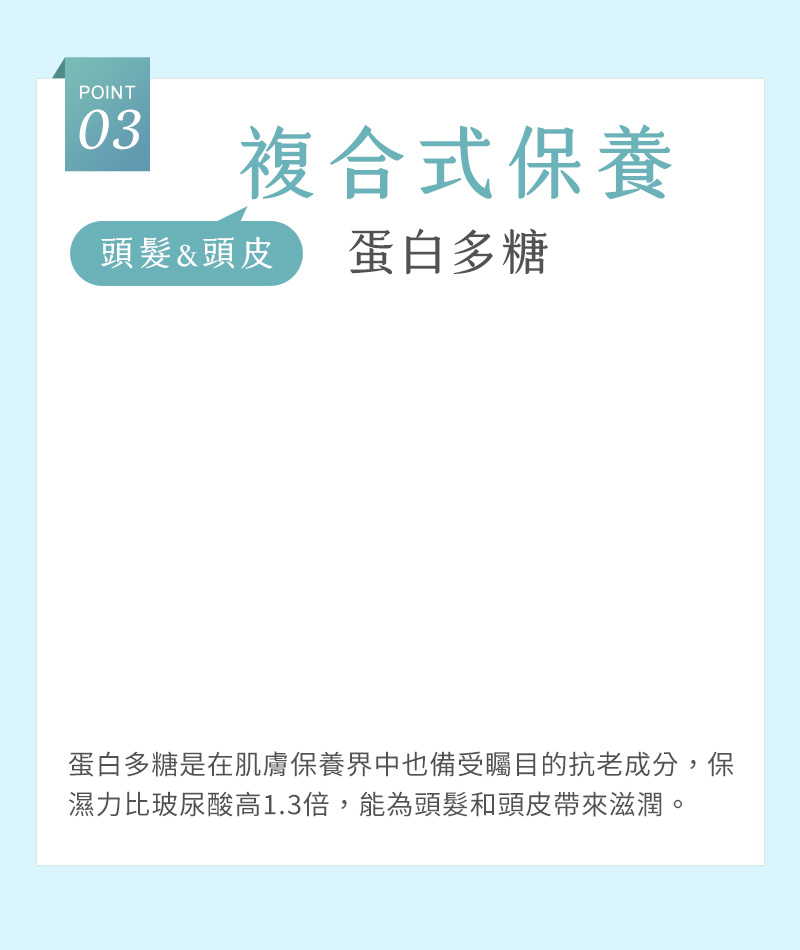 POINT
03
複合式保養
頭髮&頭皮
蛋白多糖
蛋白多糖是在肌膚保養界中也備受矚目的抗老成分，保
濕力比玻尿酸高1.3倍，能為頭髮和頭皮帶來滋潤。